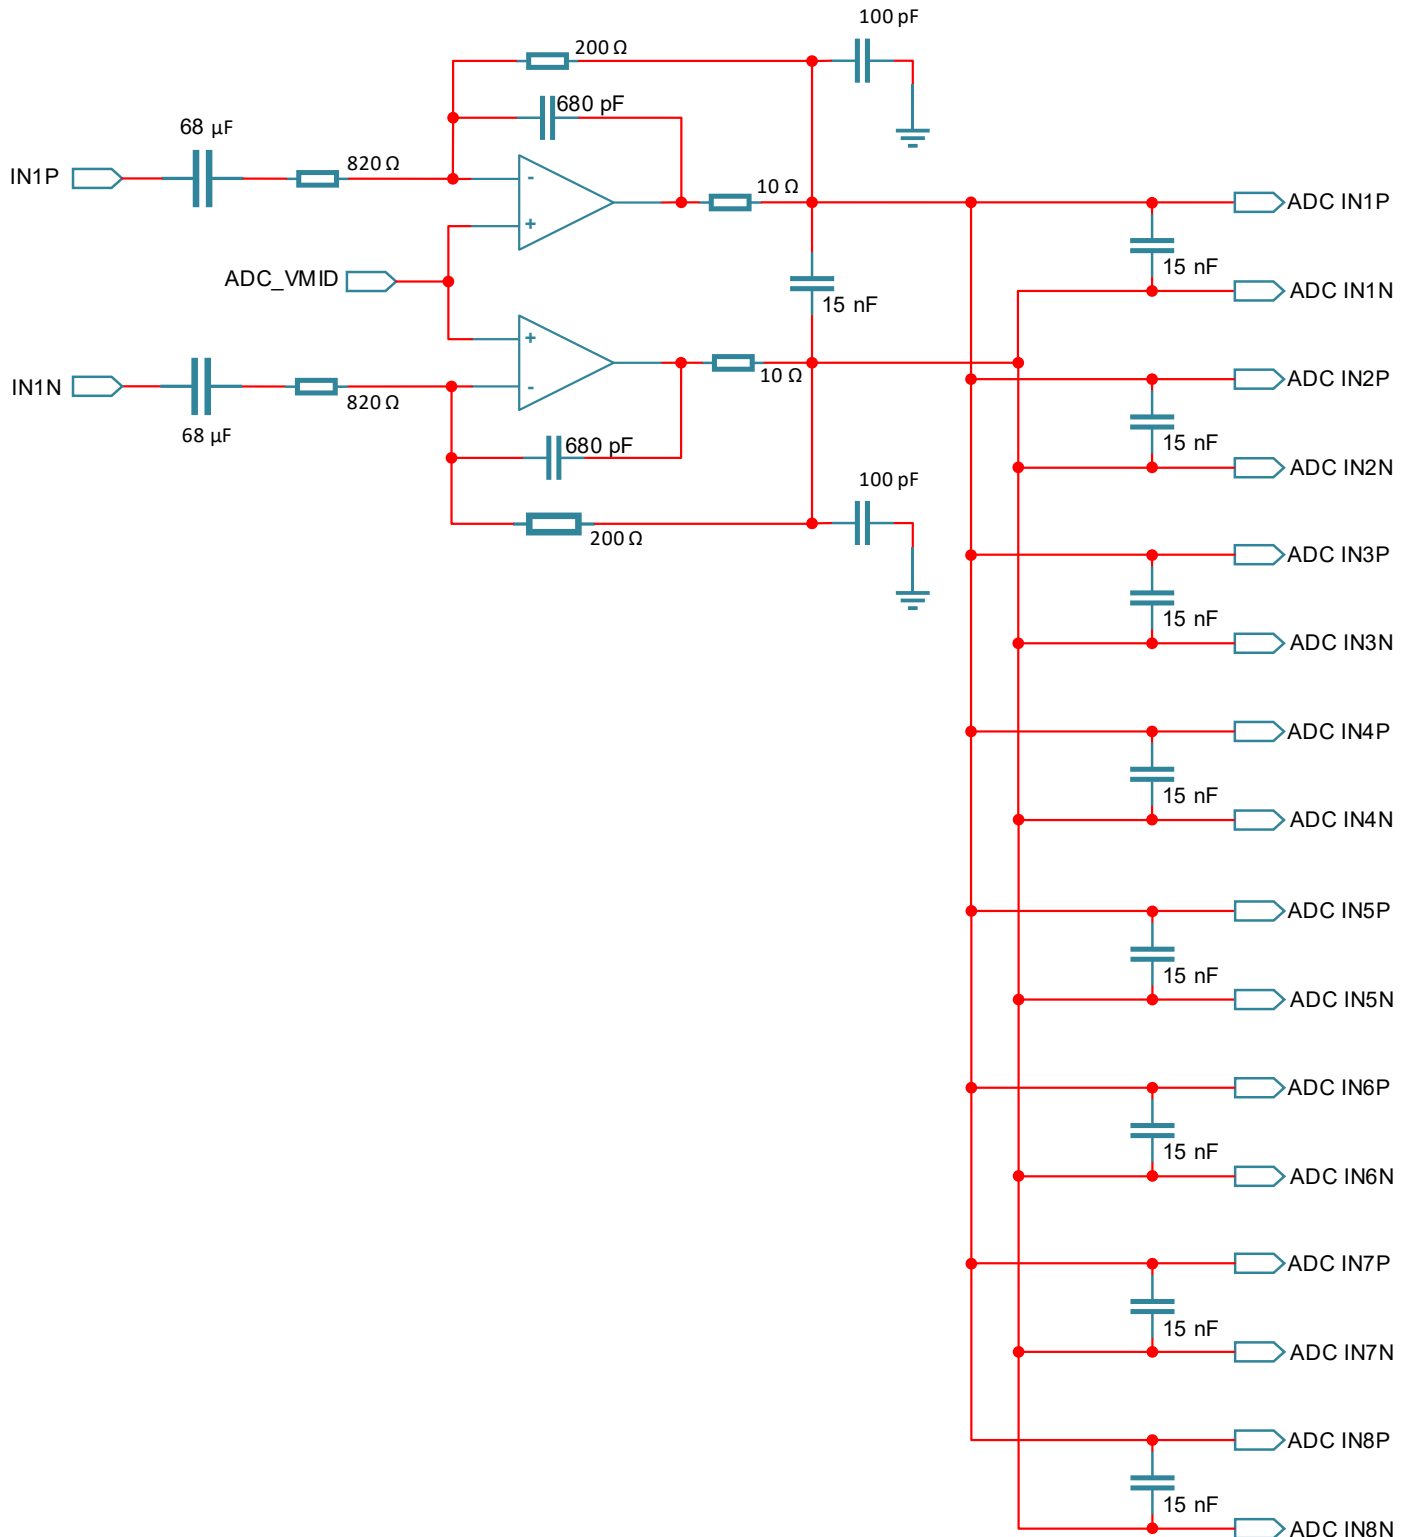 100 pF
200 Ω
680 pF
68 µF
820 Ω
IN1P
-
10 Ω
ADC IN1P
+
15 nF
ADC_VMID
ADC IN1N
15 nF
+
10 Ω
ADC IN2P
IN1N
-
820 Ω
68 µF
680 pF
15 nF
ADC IN2N
100 pF
200 Ω
ADC IN3P
15 nF
ADC IN3N
ADC IN4P
15 nF
ADC IN4N
ADC IN5P
15 nF
ADC IN5N
ADC IN6P
15 nF
ADC IN6N
ADC IN7P
15 nF
ADC IN7N
ADC IN8P
15 nF
ADC IN8N